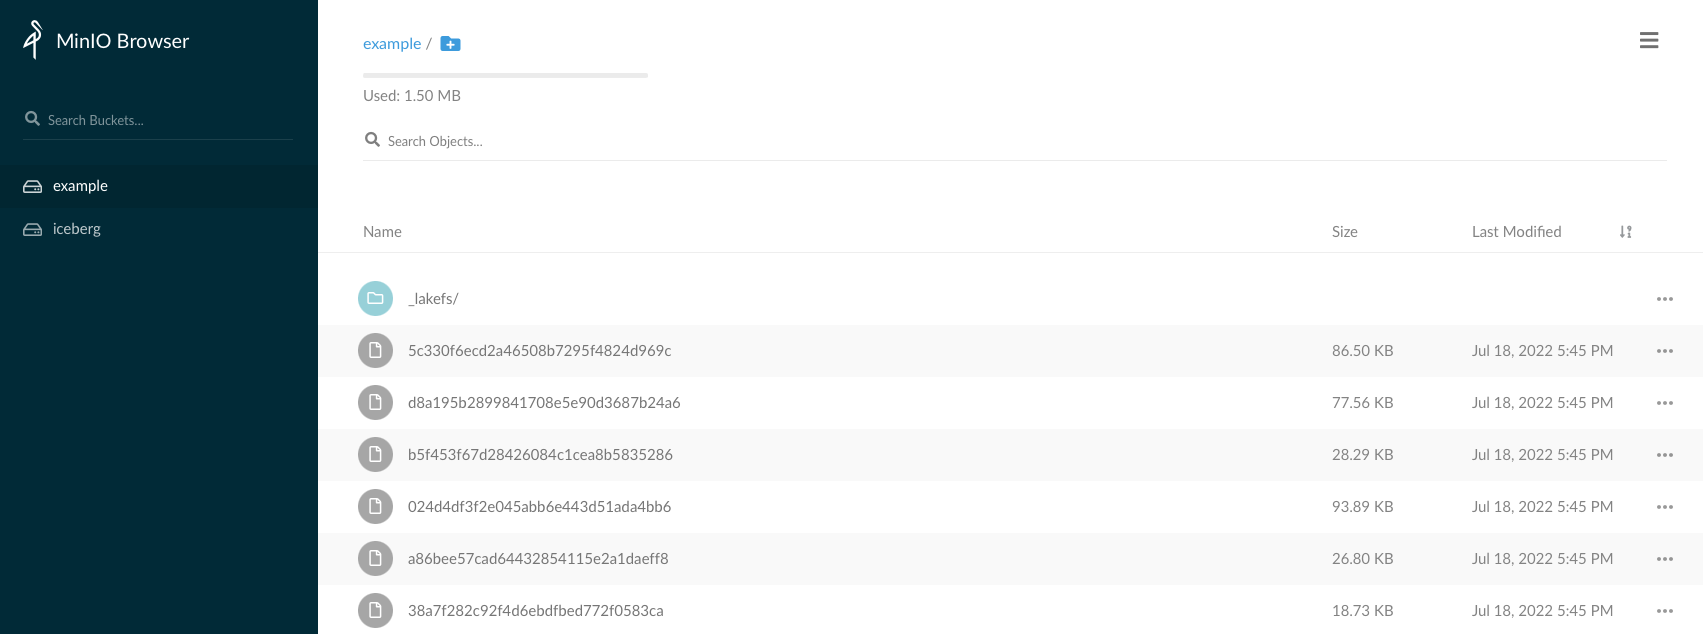 MinIO Browser
Search Buckets...
example
iceberg
example /
Used: 1.50 MB
Search Objects...
Name Size Last Modified
_lakefs/
5c330f6ecd2a46508b7295f4824d969c 86.50 KB Jul 18, 2022 5:45 PM
d8a195b2899841708e5e90d3687b24a6 77.56 KB Jul 18, 2022 5:45 PM
b5f453f67d28426084c1cea8b5835286 28.29 KB Jul 18, 2022 5:45 PM
024d4df3f2e045abb6e443d51ada4bb6 93.89 KB Jul 18, 2022 5:45 PM
a86bee57cad64432854115e2a1daeff8 26.80 KB Jul 18, 2022 5:45 PM
38a7f282c92f4d6ebdfbed772f0583ca 18.73 KB Jul 18, 2022 5:45 PM